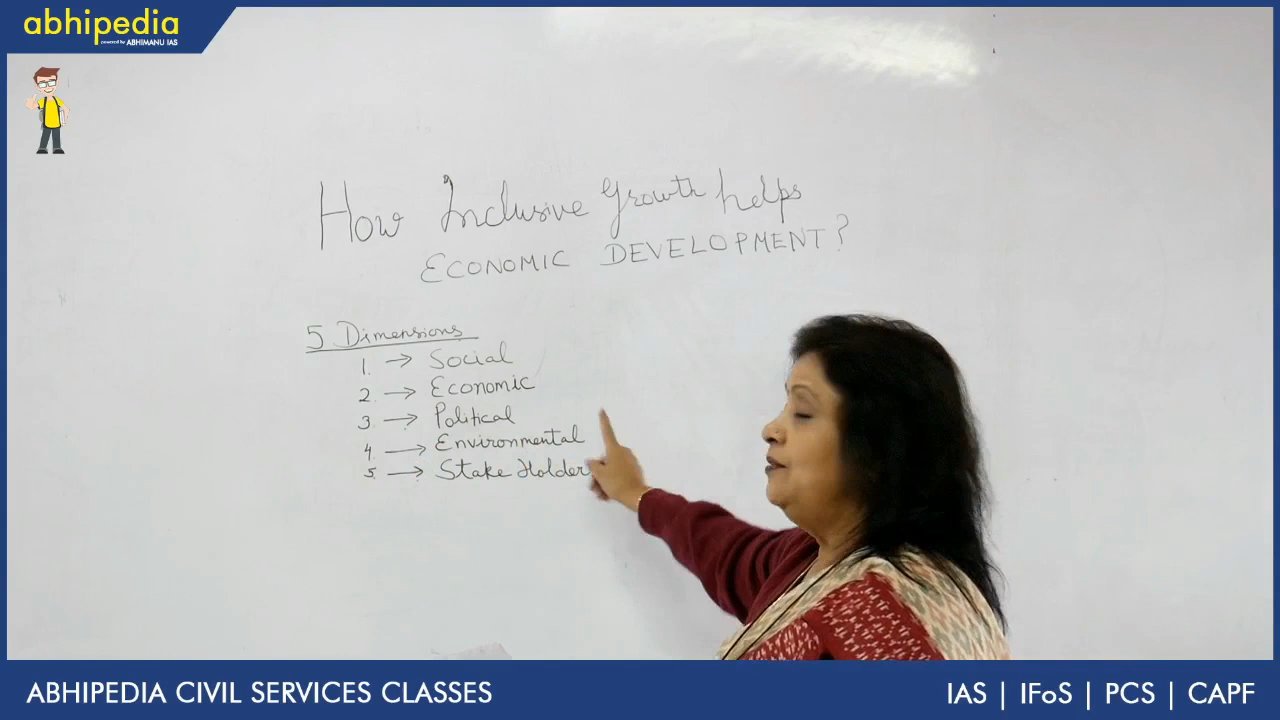 abhipedia
powered by ABHIMANU IAS
How Inclusive Growth helps
ECONOMIC DEVELOPMENT?
5 Dimensions
1. → Social
2 → Economic
3 → Political
4 → Environmental
5. → Stake Holder
ABHIPEDIA CIVIL SERVICES CLASSES
IAS | IFoS | PCS | CAPF